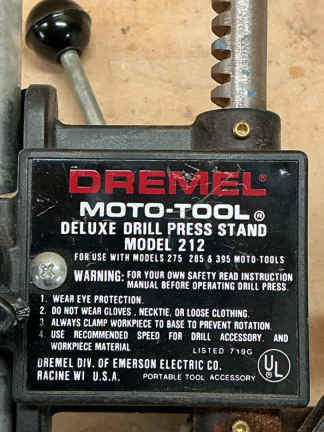 DREMEL®
MOTO-TOOL®
DELUXE DRILL PRESS STAND
MODEL 212
FOR USE WITH MODELS 275 285 & 395 MOTO-TOOLS
WARNING: FOR YOUR OWN SAFETY READ INSTRUCTION
MANUAL BEFORE OPERATING DRILL PRESS.
1. WEAR EYE PROTECTION.
2. DO NOT WEAR GLOVES, NECKTIE, OR LOOSE CLOTHING.
3. ALWAYS CLAMP WORKPIECE TO BASE TO PREVENT ROTATION.
4. USE RECOMMENDED SPEED FOR DRILL ACCESSORY, AND
WORKPIECE MATERIAL
LISTED 719G
DREMEL DIV. OF EMERSON ELECTRIC CO.
RACINE WI U.S.A. PORTABLE TOOL ACCESSORY
UL